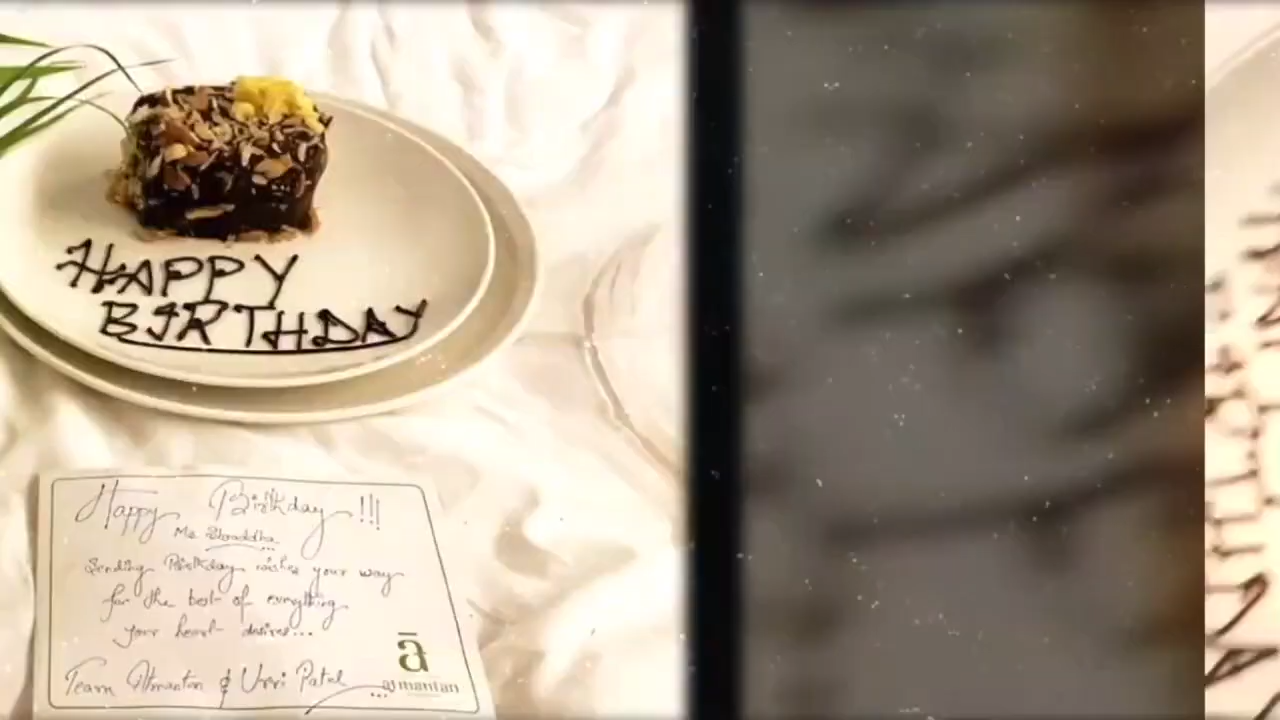 HAPPY
BIRTHDAY
Happy Birthday !!!
Ms. Shraddha
Sending Birthday wishes your way
for the best of everything
your heart desires...
Team Atmantan & Urvi Patel
ā
atmantan